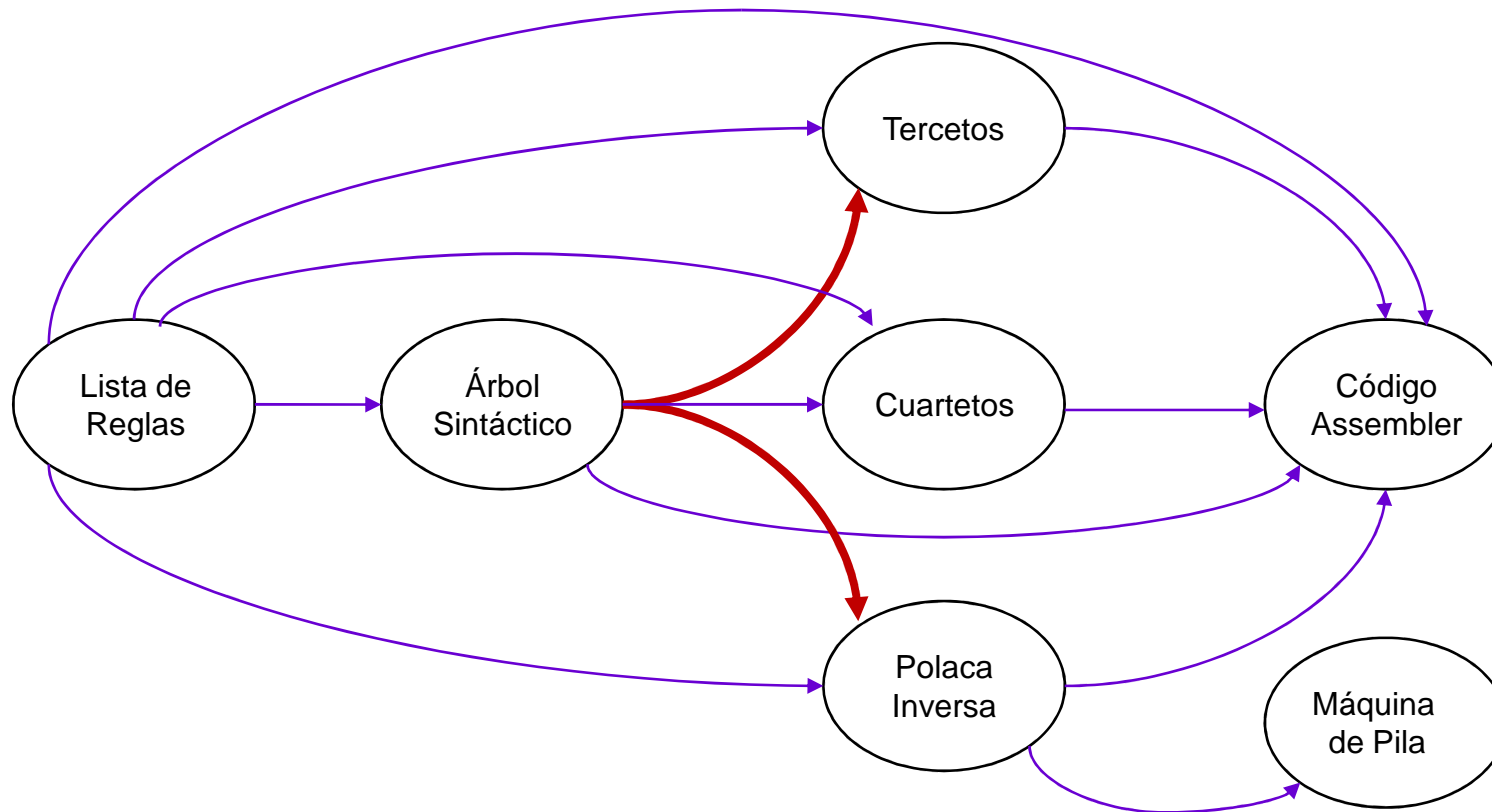 Tercetos
Lista de
Reglas
Árbol
Sintáctico
Cuartetos
Código
Assembler
Polaca
Inversa
Máquina
de Pila